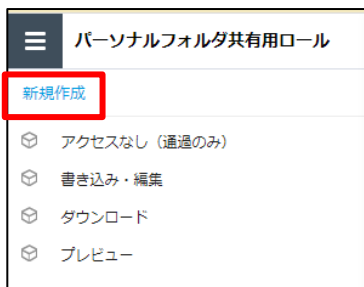 パーソナルフォルダ共有用ロール
新規作成
アクセスなし（通過のみ）
書き込み・編集
ダウンロード
プレビュー